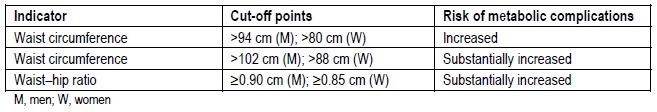 Indicator Cut-off points Risk of metabolic complications
Waist circumference >94 cm (M); >80 cm (W) Increased
Waist circumference >102 cm (M); >88 cm (W) Substantially increased
Waist–hip ratio ≥0.90 cm (M); ≥0.85 cm (W) Substantially increased
M, men; W, women